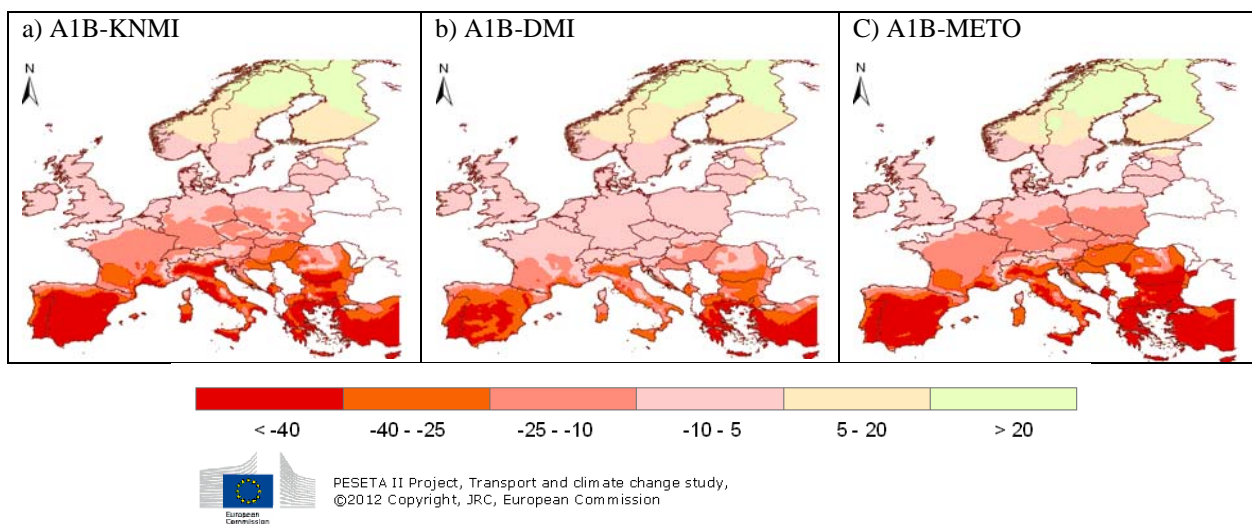 a) A1B-KNMI
b) A1B-DMI
C) A1B-METO
N
N
N
< -40
-40 - -25
-25 - -10
-10 - 5
5 - 20
> 20
PESETA II Project, Transport and climate change study,
©2012 Copyright, JRC, European Commission
European
Commission